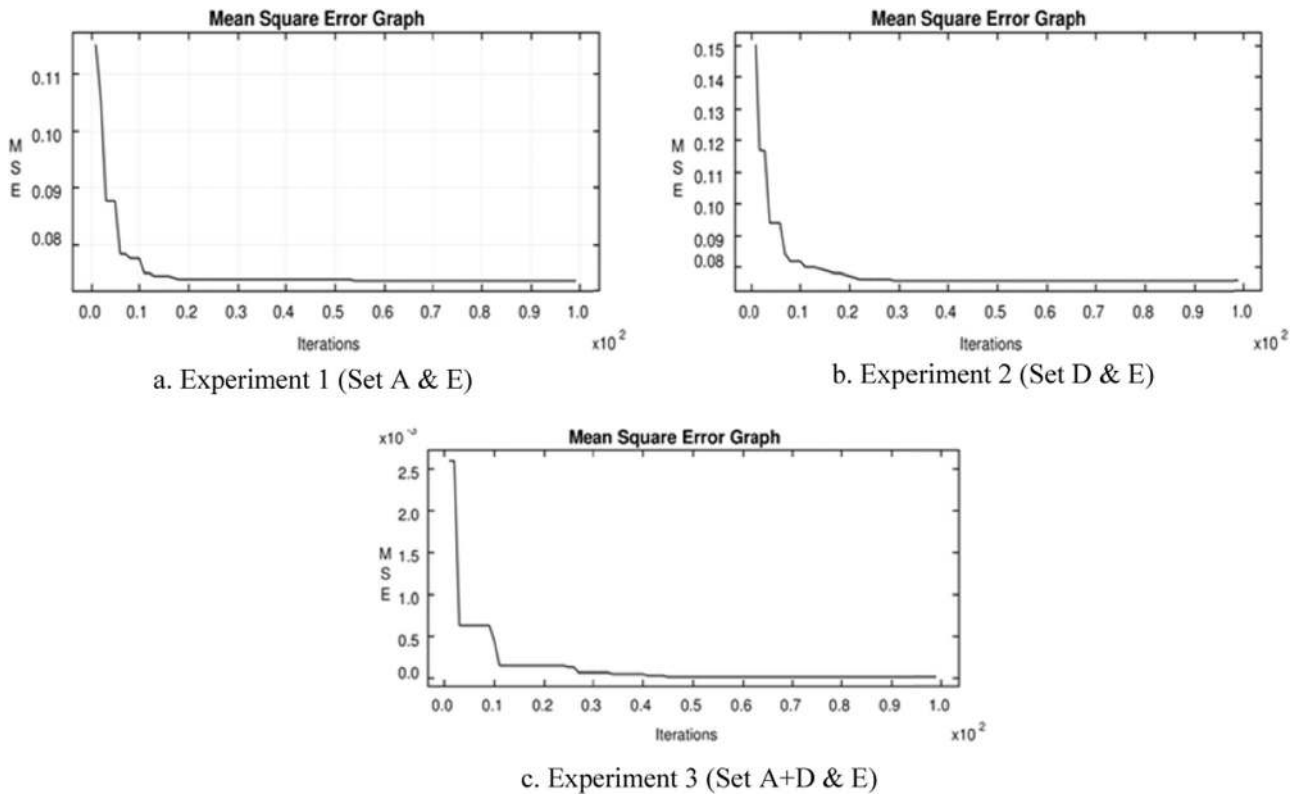 Mean Square Error Graph
0.11
0.10
0.09
0.08
M
S
E
0.0 0.1 0.2 0.3 0.4 0.5 0.6 0.7 0.8 0.9 1.0
Iterations
x10²
a. Experiment 1 (Set A & E)
Mean Square Error Graph
0.15
0.14
0.13
0.12
0.11
0.10
0.09
0.08
M
S
E
0.0 0.1 0.2 0.3 0.4 0.5 0.6 0.7 0.8 0.9 1.0
Iterations
x10²
b. Experiment 2 (Set D & E)
Mean Square Error Graph
2.5
2.0
1.5
1.0
0.5
0.0
M
S
E
0.0 0.1 0.2 0.3 0.4 0.5 0.6 0.7 0.8 0.9 1.0
Iterations
x10²
c. Experiment 3 (Set A+D & E)